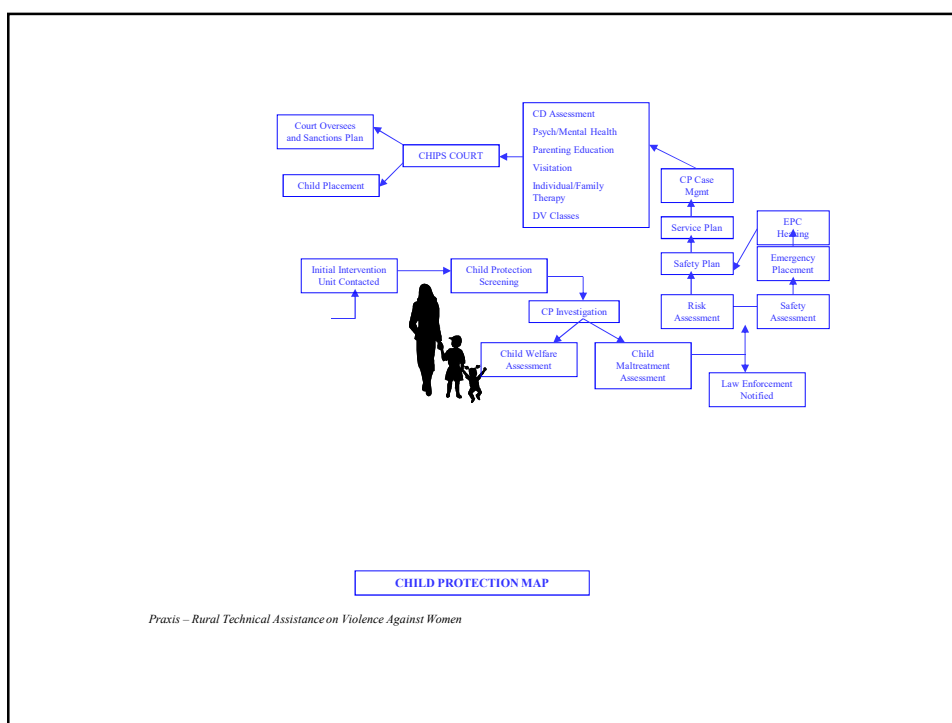 CD Assessment
Psych/Mental Health
Parenting Education
Visitation
Individual/Family
Therapy
DV Classes
Court Oversees
and Sanctions Plan
CHIPS COURT
Child Placement
CP Case
Mgmt
Service Plan
Safety Plan
EPC
Hearing
Emergency
Placement
Risk
Assessment
Safety
Assessment
Initial Intervention
Unit Contacted
Child Protection
Screening
CP Investigation
Child Welfare
Assessment
Child
Maltreatment
Assessment
Law Enforcement
Notified
CHILD PROTECTION MAP
Praxis – Rural Technical Assistance on Violence Against Women